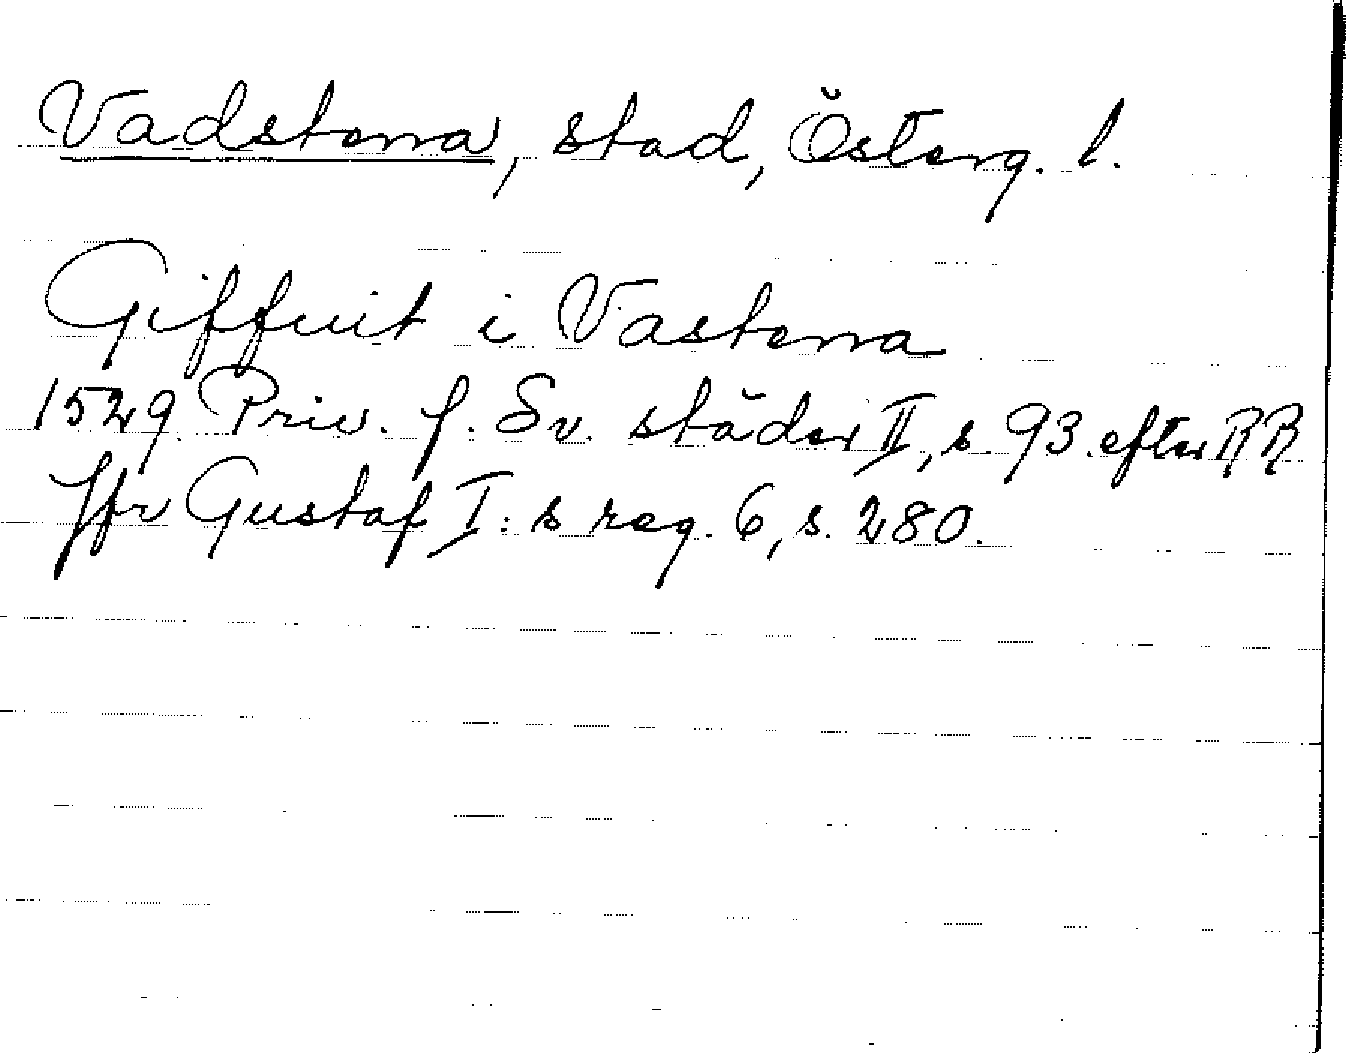 Vadstena, stad, Österg. l.
Giffuit i Vastena
1529 Priv. f. Sv. städer II, s. 93 efter RR
Jfr Gustaf I: s reg. 6, s. 280.